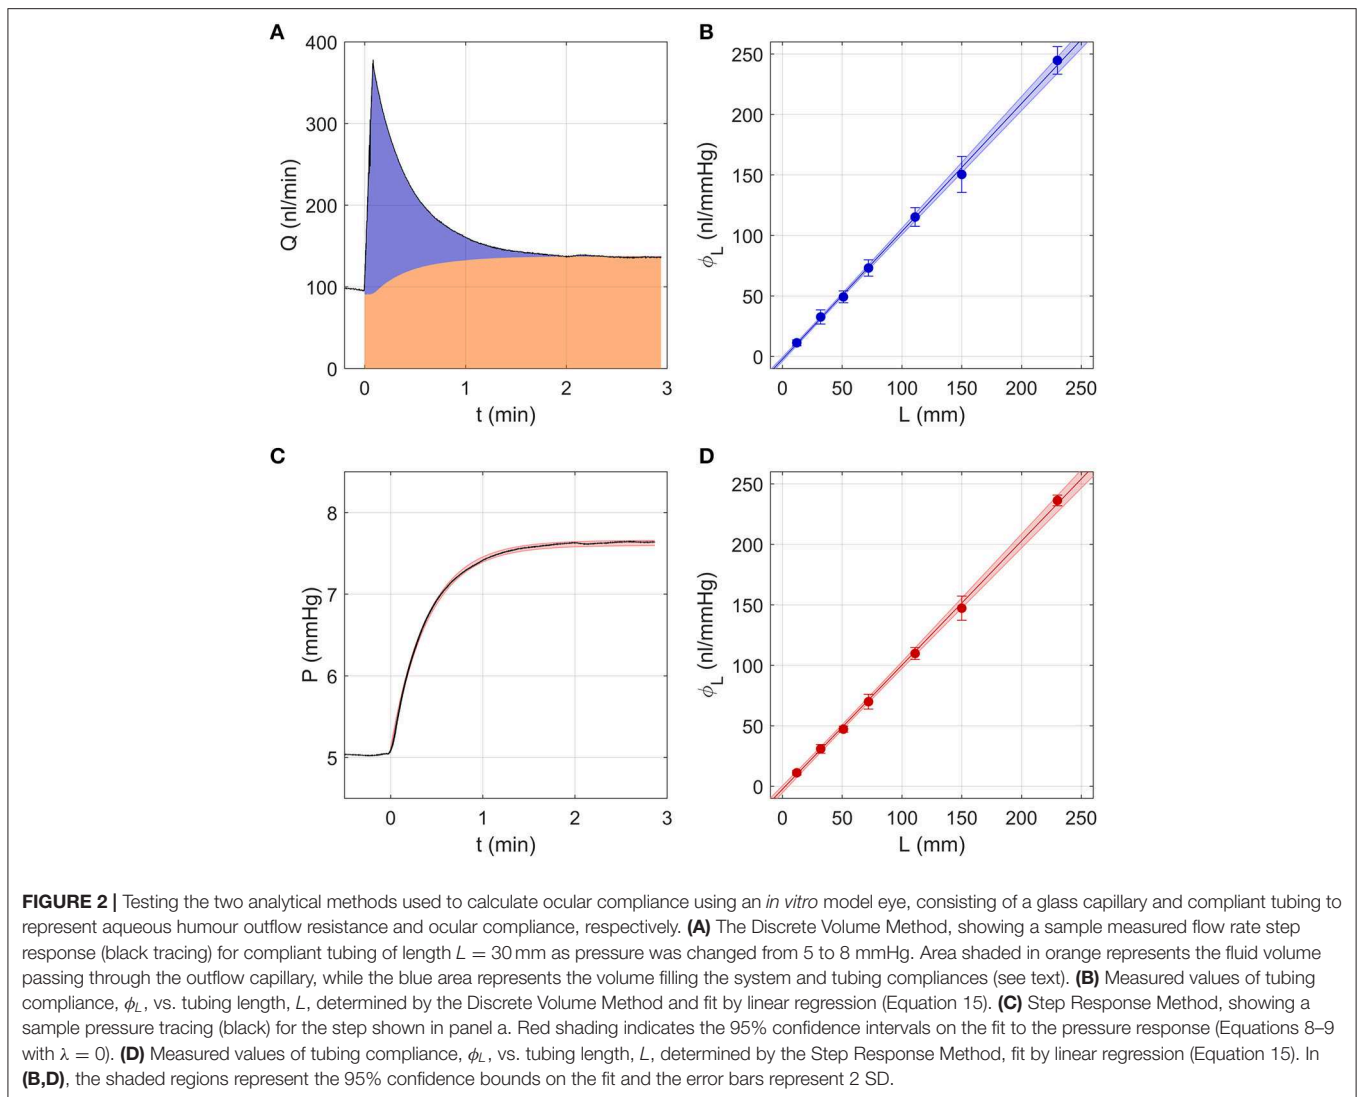 A
400
300
200
100
0
Q (nl/min)
0
1
2
3
t (min)
B
250
200
150
100
50
0
ϕL (nl/mmHg)
0
50
100
150
200
250
L (mm)
C
8
7
6
5
P (mmHg)
0
1
2
3
t (min)
D
250
200
150
100
50
0
ϕL (nl/mmHg)
0
50
100
150
200
250
L (mm)
FIGURE 2 | Testing the two analytical methods used to calculate ocular compliance using an in vitro model eye, consisting of a glass capillary and compliant tubing to
represent aqueous humour outflow resistance and ocular compliance, respectively. (A) The Discrete Volume Method, showing a sample measured flow rate step
response (black tracing) for compliant tubing of length L = 30 mm as pressure was changed from 5 to 8 mmHg. Area shaded in orange represents the fluid volume
passing through the outflow capillary, while the blue area represents the volume filling the system and tubing compliances (see text). (B) Measured values of tubing
compliance, ϕL, vs. tubing length, L, determined by the Discrete Volume Method and fit by linear regression (Equation 15). (C) Step Response Method, showing a
sample pressure tracing (black) for the step shown in panel a. Red shading indicates the 95% confidence intervals on the fit to the pressure response (Equations 8–9
with λ = 0). (D) Measured values of tubing compliance, ϕL, vs. tubing length, L, determined by the Step Response Method, fit by linear regression (Equation 15). In
(B,D), the shaded regions represent the 95% confidence bounds on the fit and the error bars represent 2 SD.